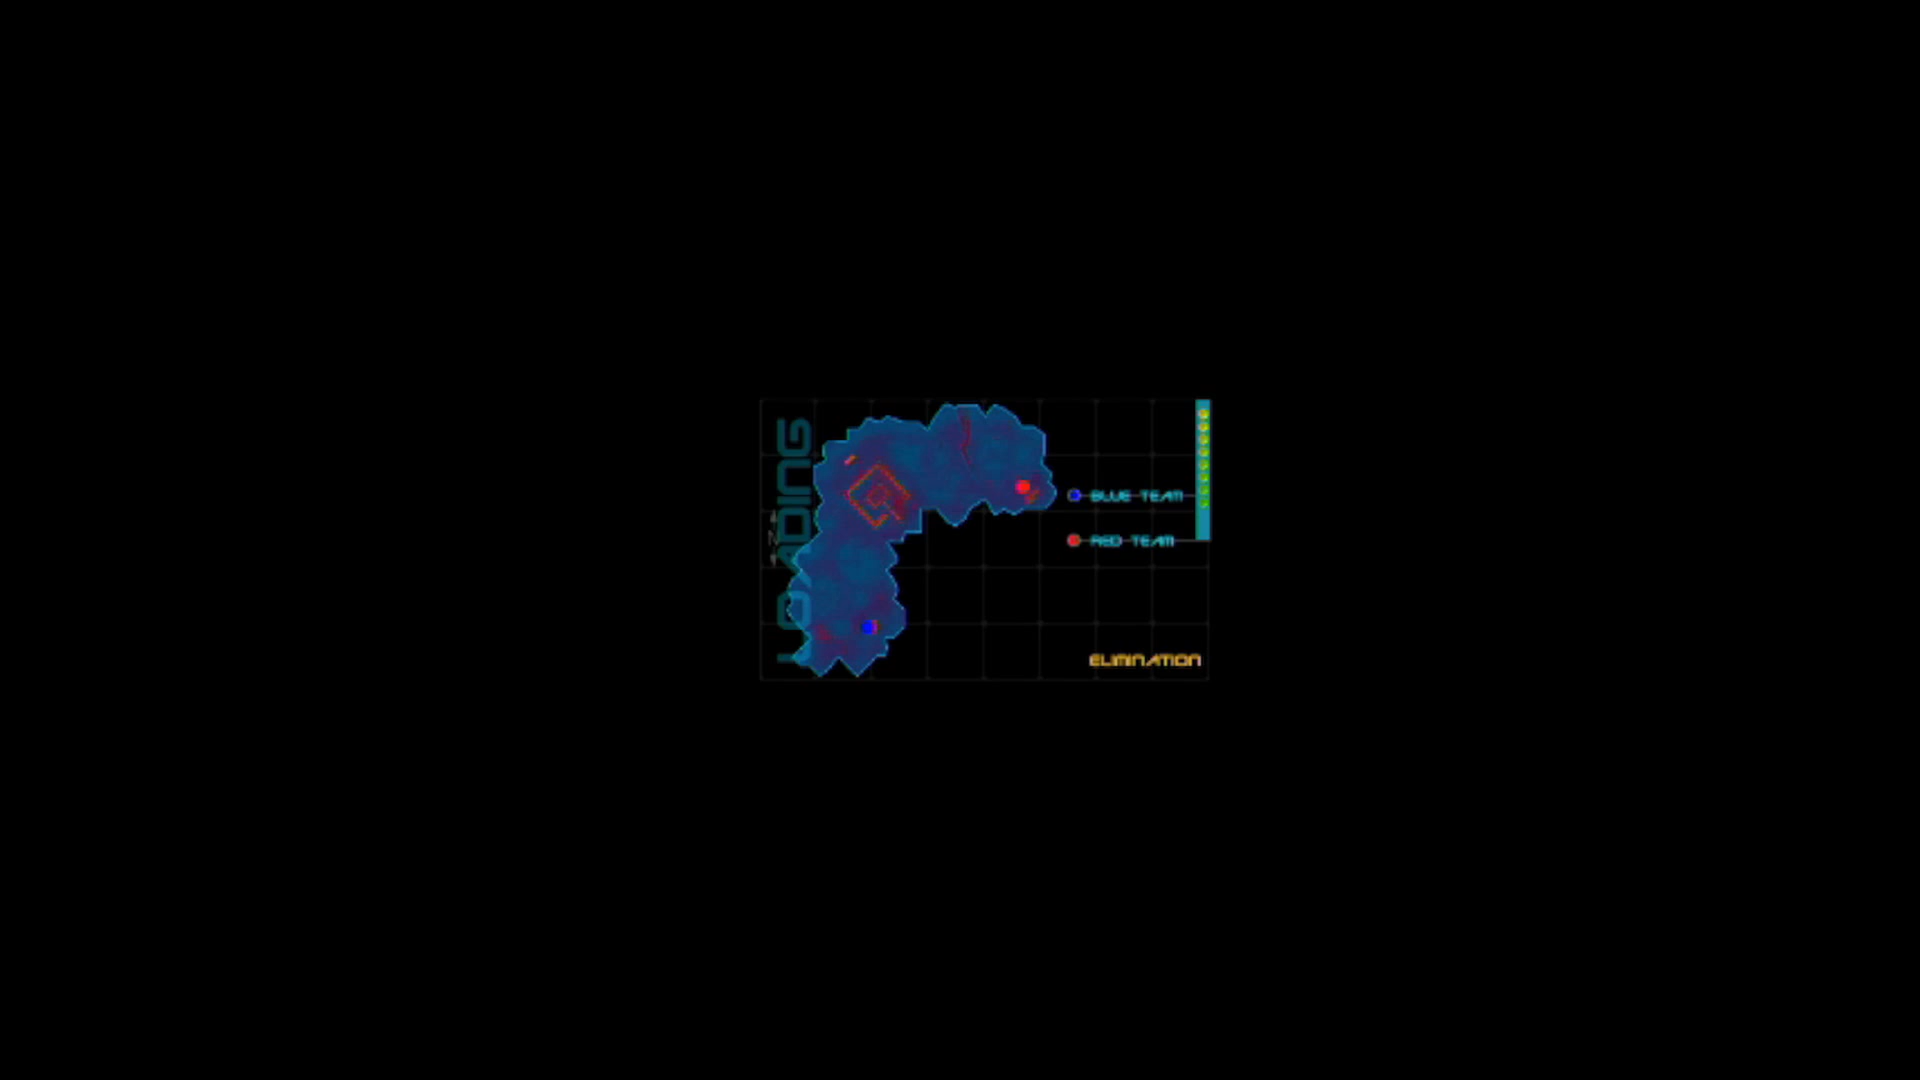 LOADING
N
BLUE TEAM
RED TEAM
ELIMINATION